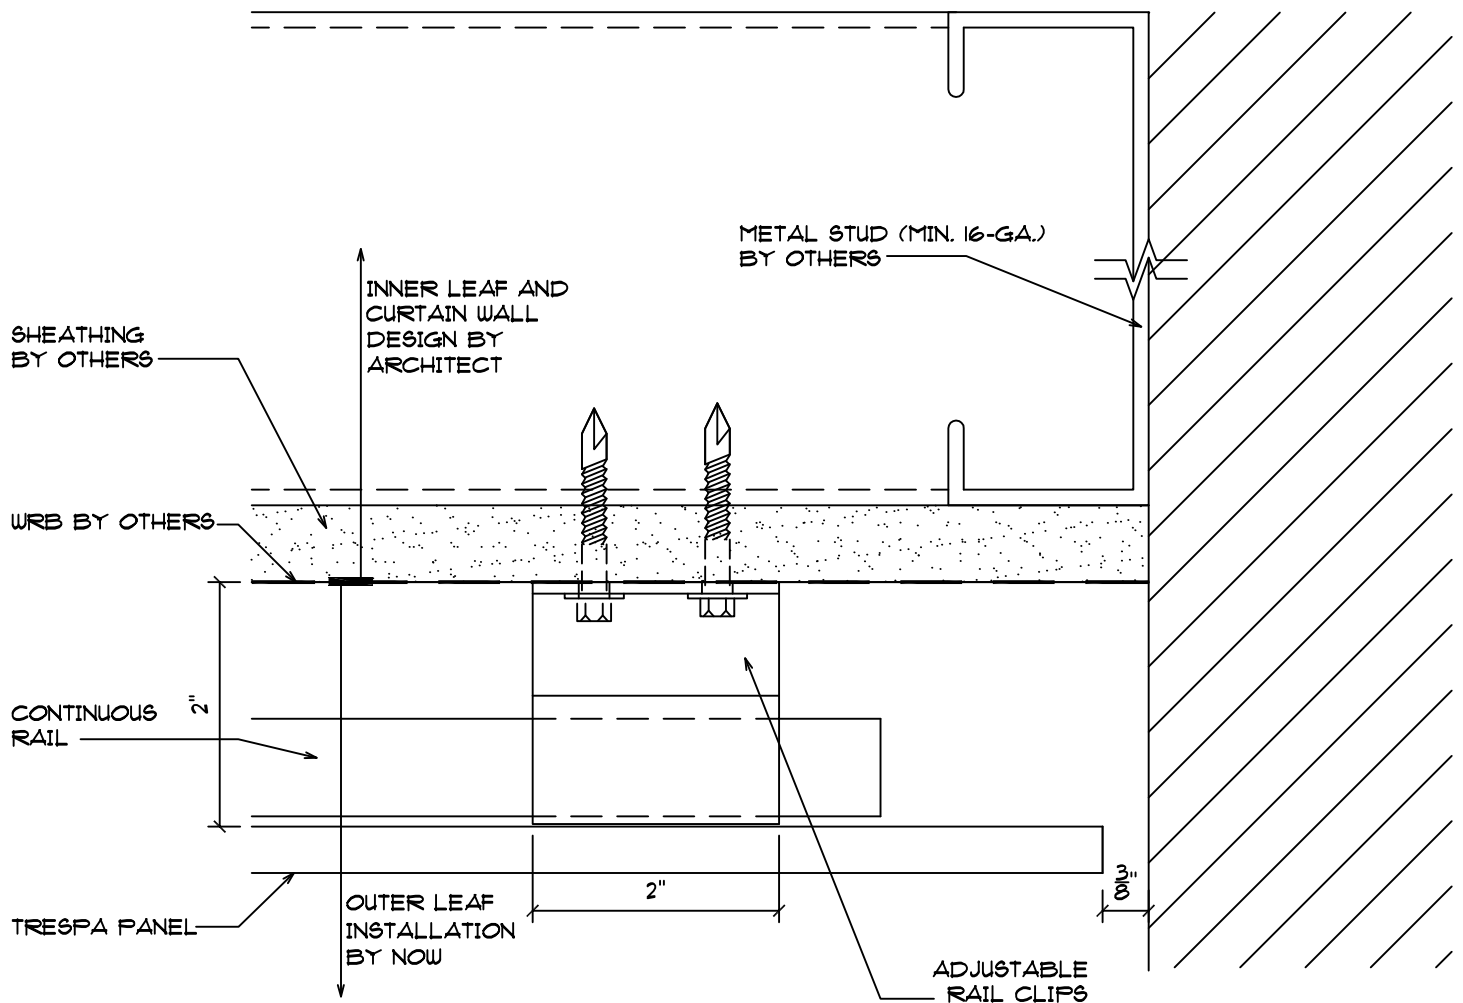 METAL STUD (MIN. 16-GA.)
BY OTHERS
INNER LEAF AND
CURTAIN WALL
DESIGN BY
ARCHITECT
SHEATHING
BY OTHERS
WRB BY OTHERS
2"
CONTINUOUS
RAIL
2"
3/8"
TRESPA PANEL
OUTER LEAF
INSTALLATION
BY NOW
ADJUSTABLE
RAIL CLIPS